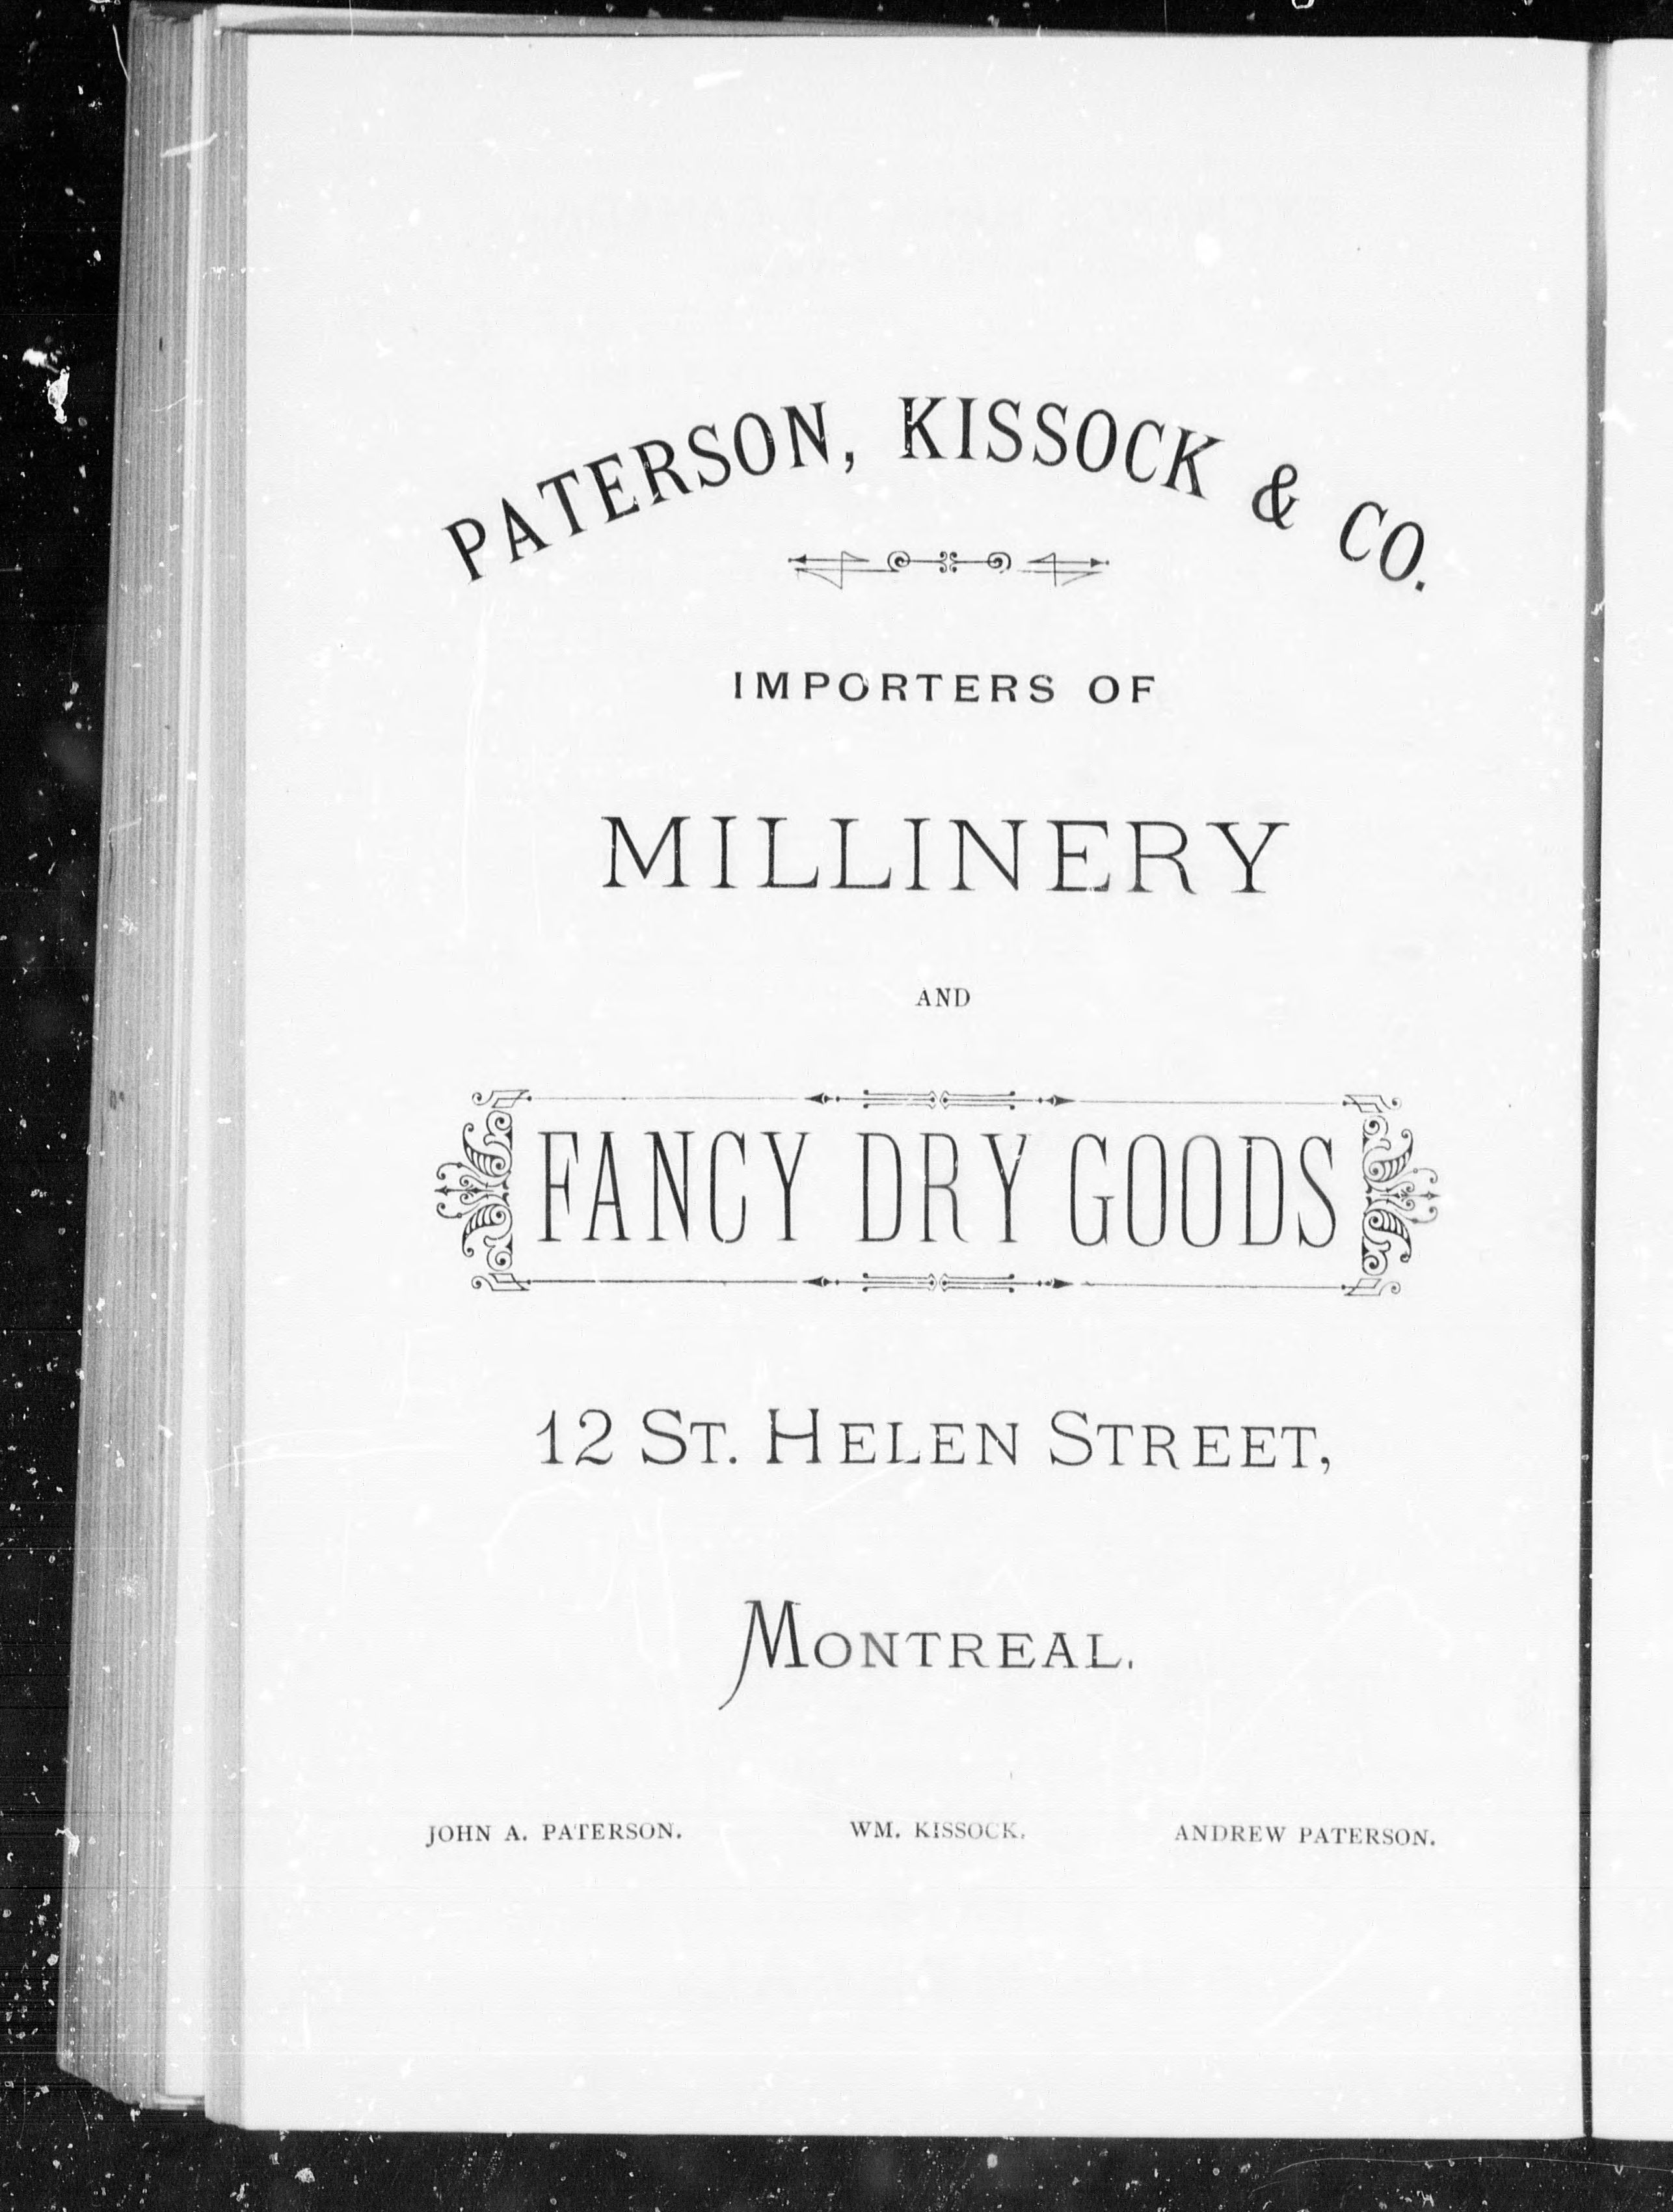 PATERSON, KISSOCK & CO.
IMPORTERS OF
MILLINERY
AND
FANCY DRY GOODS
12 ST. HELEN STREET,
MONTREAL.
JOHN A. PATERSON. WM. KISSOCK. ANDREW PATERSON.